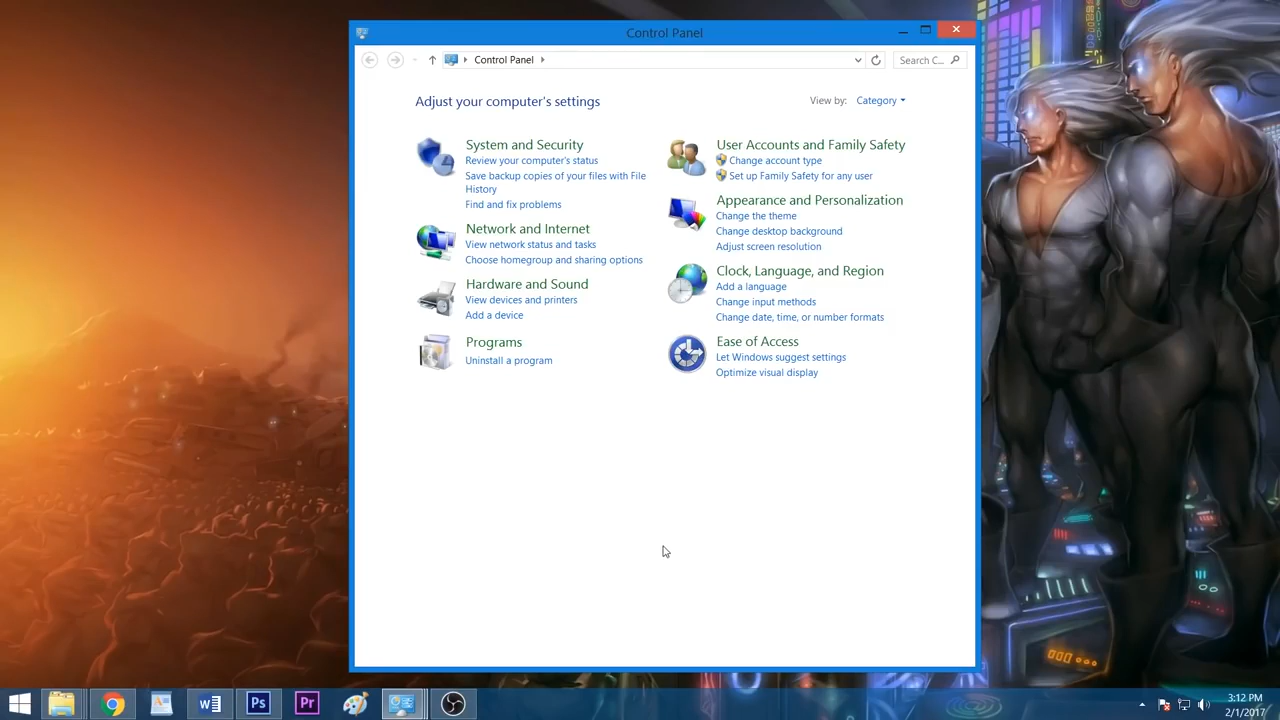 Control Panel
Control Panel
Search C...
Adjust your computer's settings
View by: Category
System and Security
Review your computer's status
Save backup copies of your files with File
History
Find and fix problems
Network and Internet
View network status and tasks
Choose homegroup and sharing options
Hardware and Sound
View devices and printers
Add a device
Programs
Uninstall a program
User Accounts and Family Safety
Change account type
Set up Family Safety for any user
Appearance and Personalization
Change the theme
Change desktop background
Adjust screen resolution
Clock, Language, and Region
Add a language
Change input methods
Change date, time, or number formats
Ease of Access
Let Windows suggest settings
Optimize visual display
Ps
Pr
3:12 PM
2/1/2017